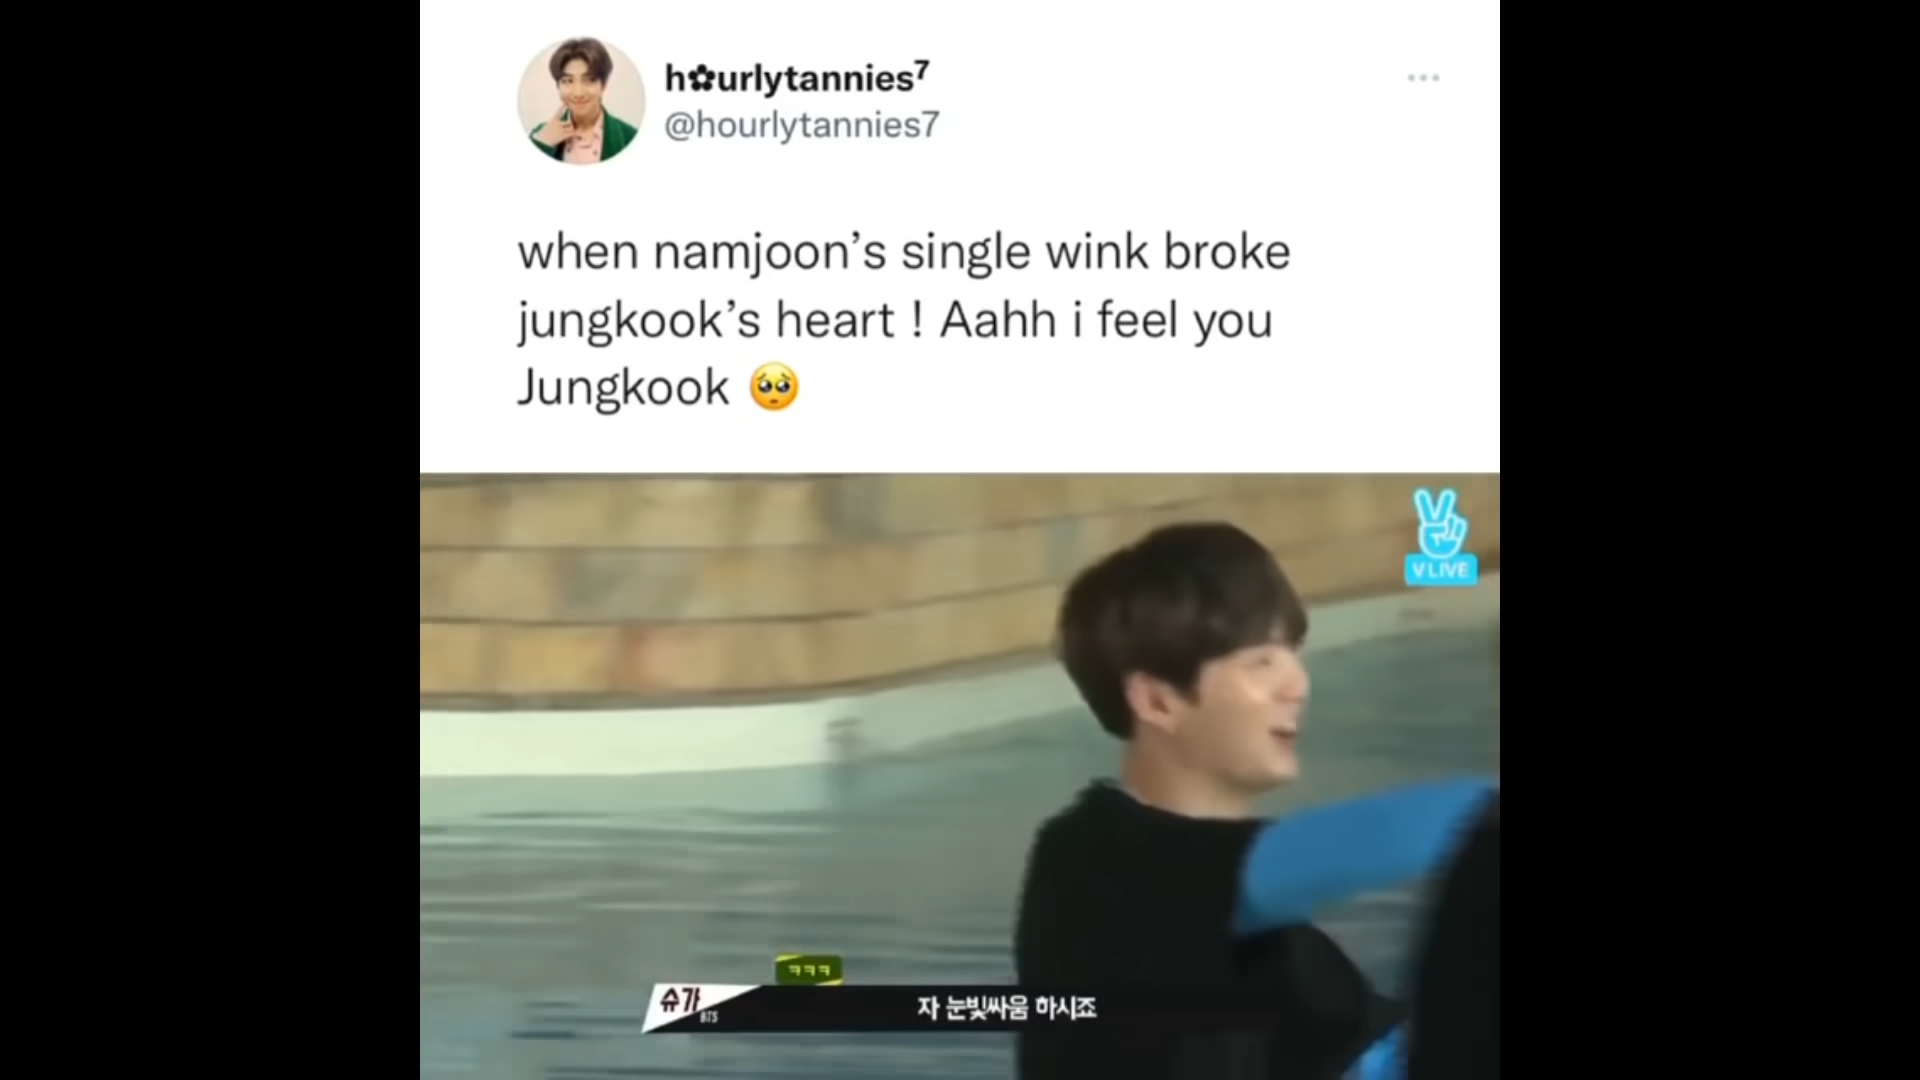 h✿urlytannies⁷
@hourlytannies7
when namjoon’s single wink broke
jungkook’s heart ! Aahh i feel you
Jungkook 🥺
V LIVE
ㅋㅋㅋ
슈가
BTS
자 눈빛싸움 하시죠